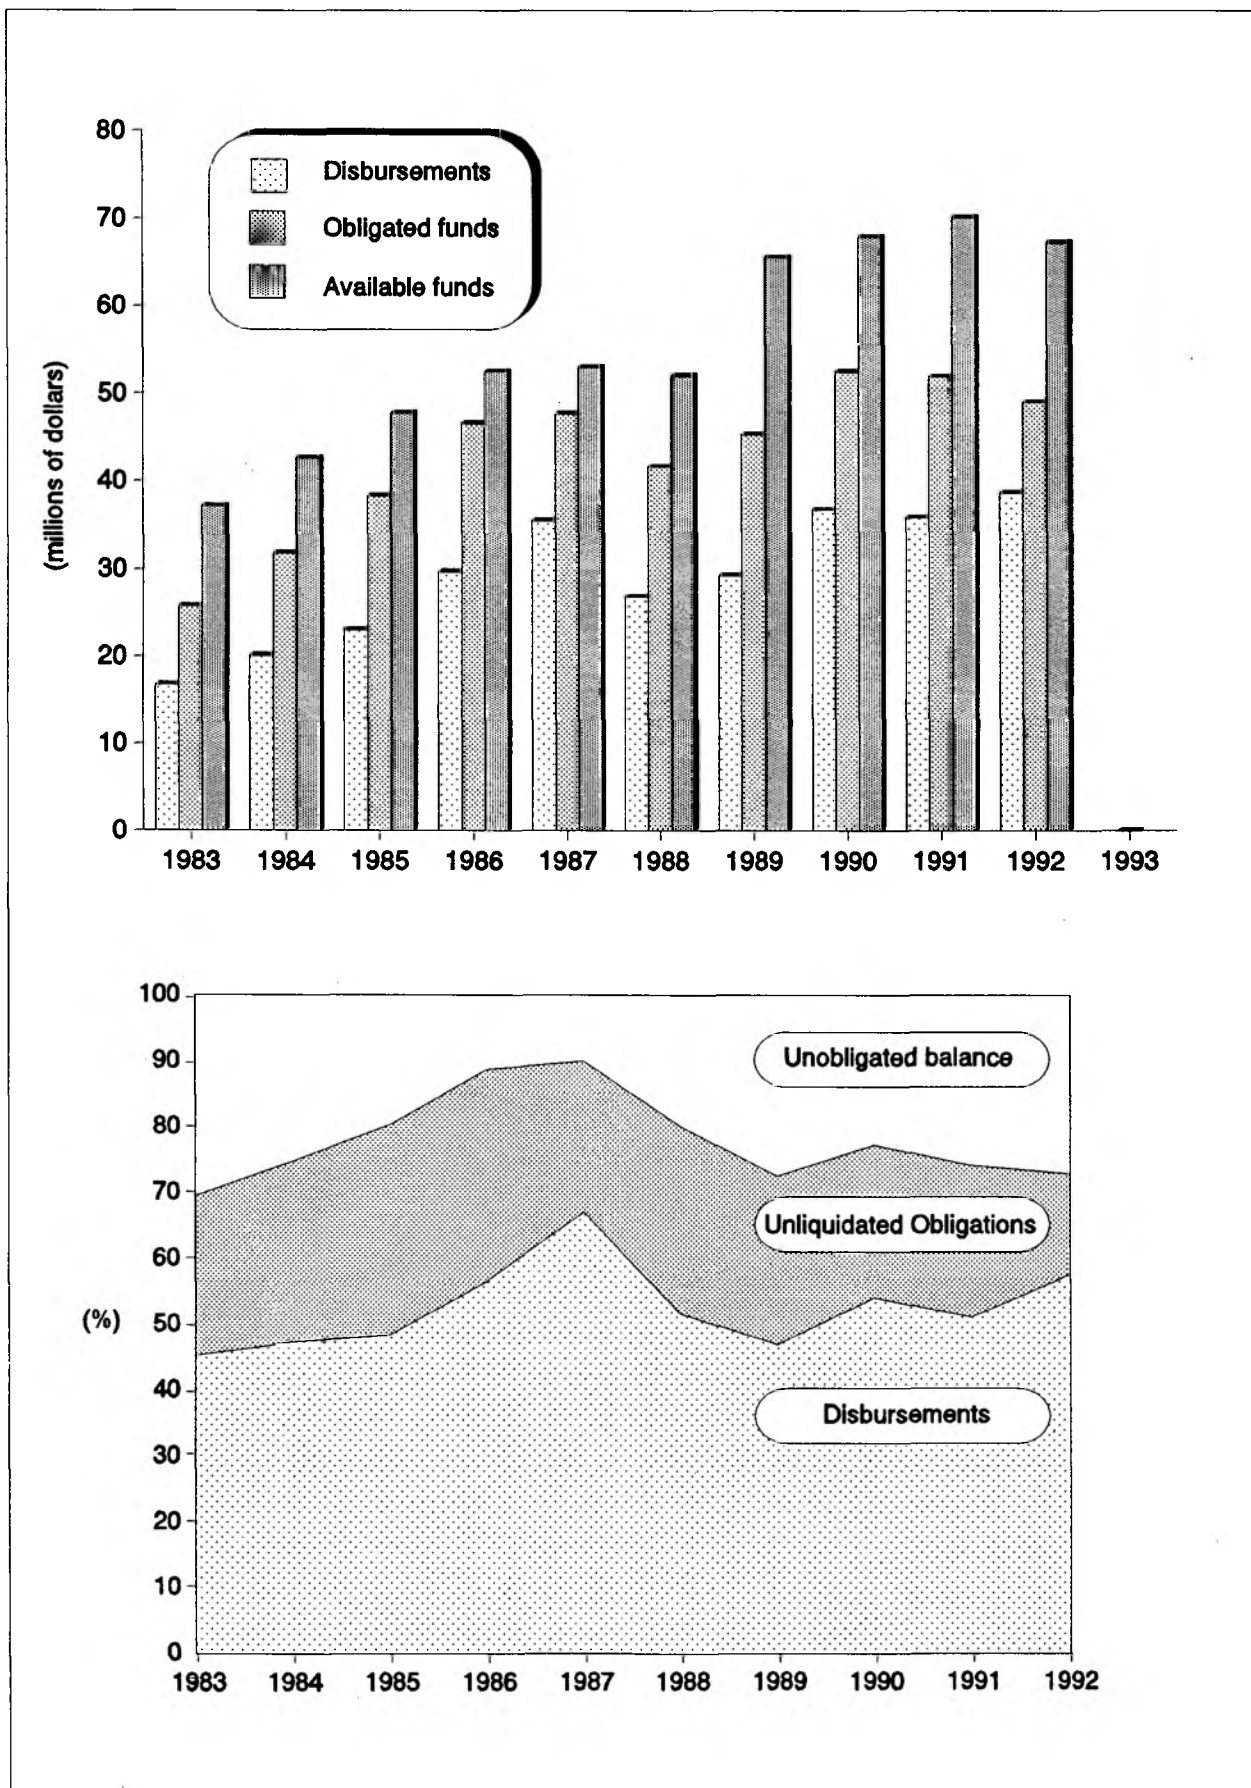 80
70
60
50
40
30
20
10
0
(millions of dollars)
Disbursements
Obligated funds
Available funds
1983 1984 1985 1986 1987 1988 1989 1990 1991 1992 1993
100
90
80
70
60
50
40
30
20
10
0
(%)
Unobligated balance
Unliquidated Obligations
Disbursements
1983 1984 1985 1986 1987 1988 1989 1990 1991 1992